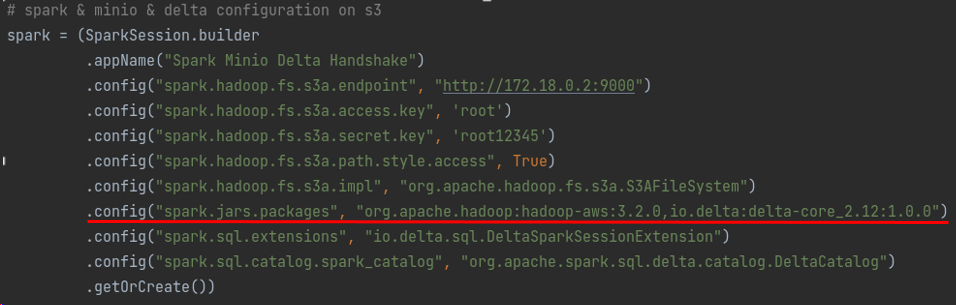 # spark & minio & delta configuration on s3
spark = (SparkSession.builder
.appName("Spark Minio Delta Handshake")
.config("spark.hadoop.fs.s3a.endpoint", "http://172.18.0.2:9000")
.config("spark.hadoop.fs.s3a.access.key", 'root')
.config("spark.hadoop.fs.s3a.secret.key", 'root12345')
.config("spark.hadoop.fs.s3a.path.style.access", True)
.config("spark.hadoop.fs.s3a.impl", "org.apache.hadoop.fs.s3a.S3AFileSystem")
.config("spark.jars.packages", "org.apache.hadoop:hadoop-aws:3.2.0,io.delta:delta-core_2.12:1.0.0")
.config("spark.sql.extensions", "io.delta.sql.DeltaSparkSessionExtension")
.config("spark.sql.catalog.spark_catalog", "org.apache.spark.sql.delta.catalog.DeltaCatalog")
.getOrCreate())